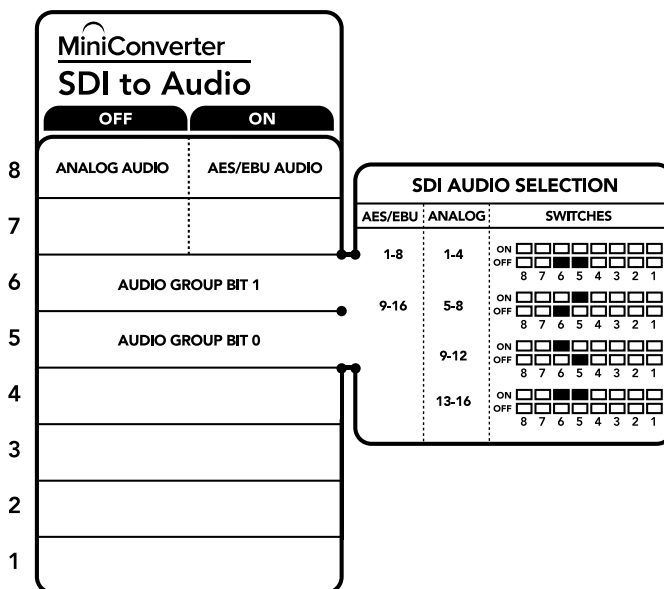 MiniConverter
SDI to Audio
OFF ON
8 ANALOG AUDIO AES/EBU AUDIO
7
6 AUDIO GROUP BIT 1
5 AUDIO GROUP BIT 0
4
3
2
1
SDI AUDIO SELECTION
AES/EBU ANALOG SWITCHES
1-8 1-4 ON
OFF
8 7 6 5 4 3 2 1
9-16 5-8 ON
OFF
8 7 6 5 4 3 2 1
9-12 ON
OFF
8 7 6 5 4 3 2 1
13-16 ON
OFF
8 7 6 5 4 3 2 1